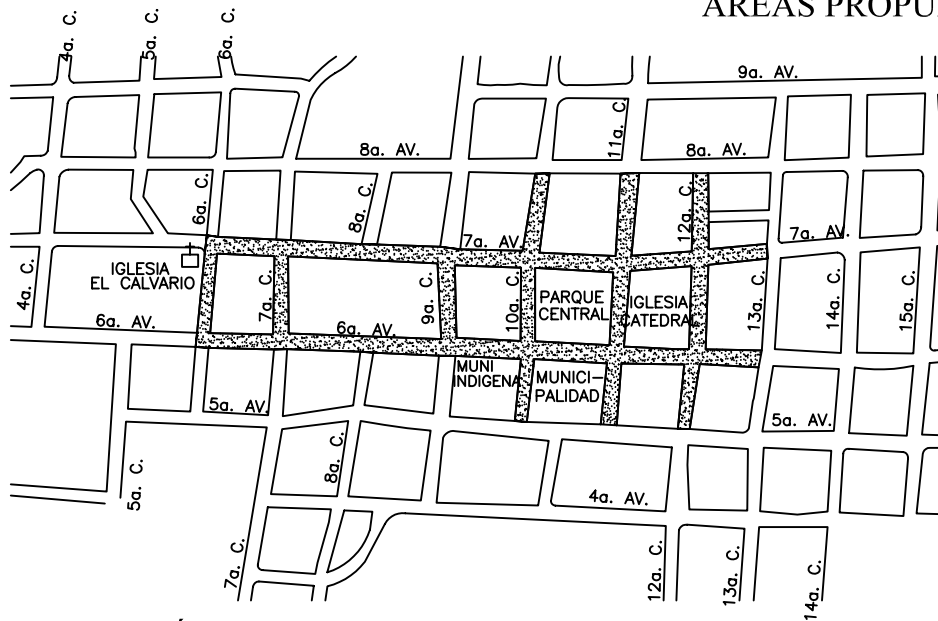 ÁREAS PROPU
4a. C.
5a. C.
6a. C.
9a. AV.
11a. C.
8a. AV.
8a. AV.
6a. C.
8a. C.
12a. C.
7a. AV.
7a. AV.
IGLESIA
EL CALVARIO
4a. C.
7a. C.
9a. C.
10a. C.
PARQUE
CENTRAL
IGLESIA
CATEDRAL
13a. C.
14a. C.
15a. C.
6a. AV.
6a. AV.
MUNI
INDIGENA
MUNICI-
PALIDAD
5a. AV.
5a. AV.
5a. C.
8a. C.
4a. AV.
7a. C.
12a. C.
13a. C.
14a. C.